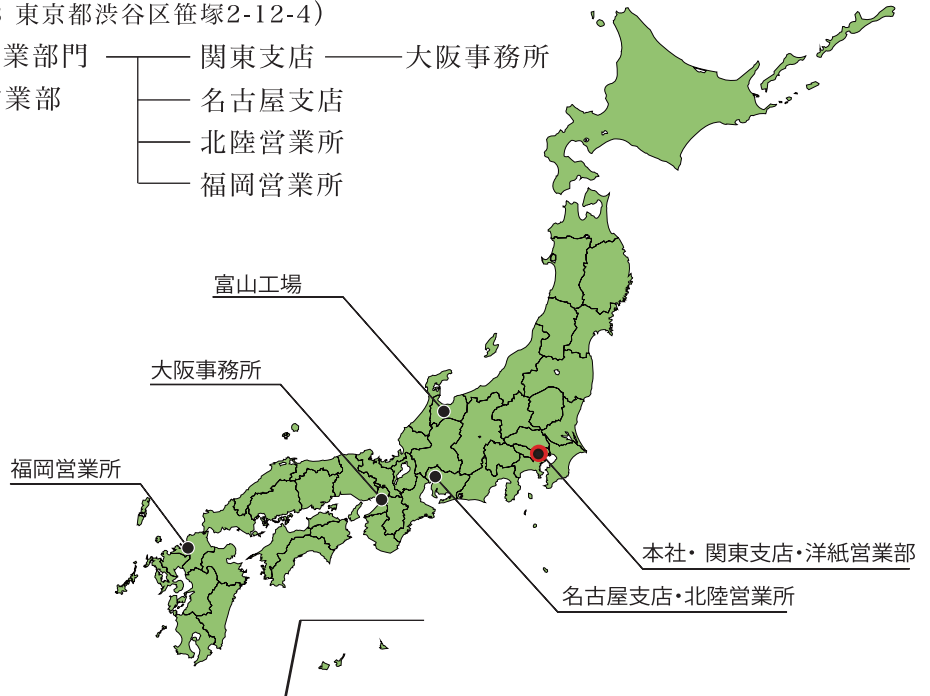 東京都渋谷区笹塚2-12-4）
業部門 関東支店 大阪事務所
業部 名古屋支店
北陸営業所
福岡営業所
富山工場
大阪事務所
福岡営業所
本社・関東支店・洋紙営業部
名古屋支店・北陸営業所